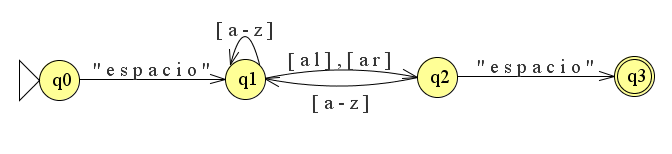 [a-z]
"espacio"
[al],[ar]
"espacio"
q0
q1
q2
q3
[a-z]